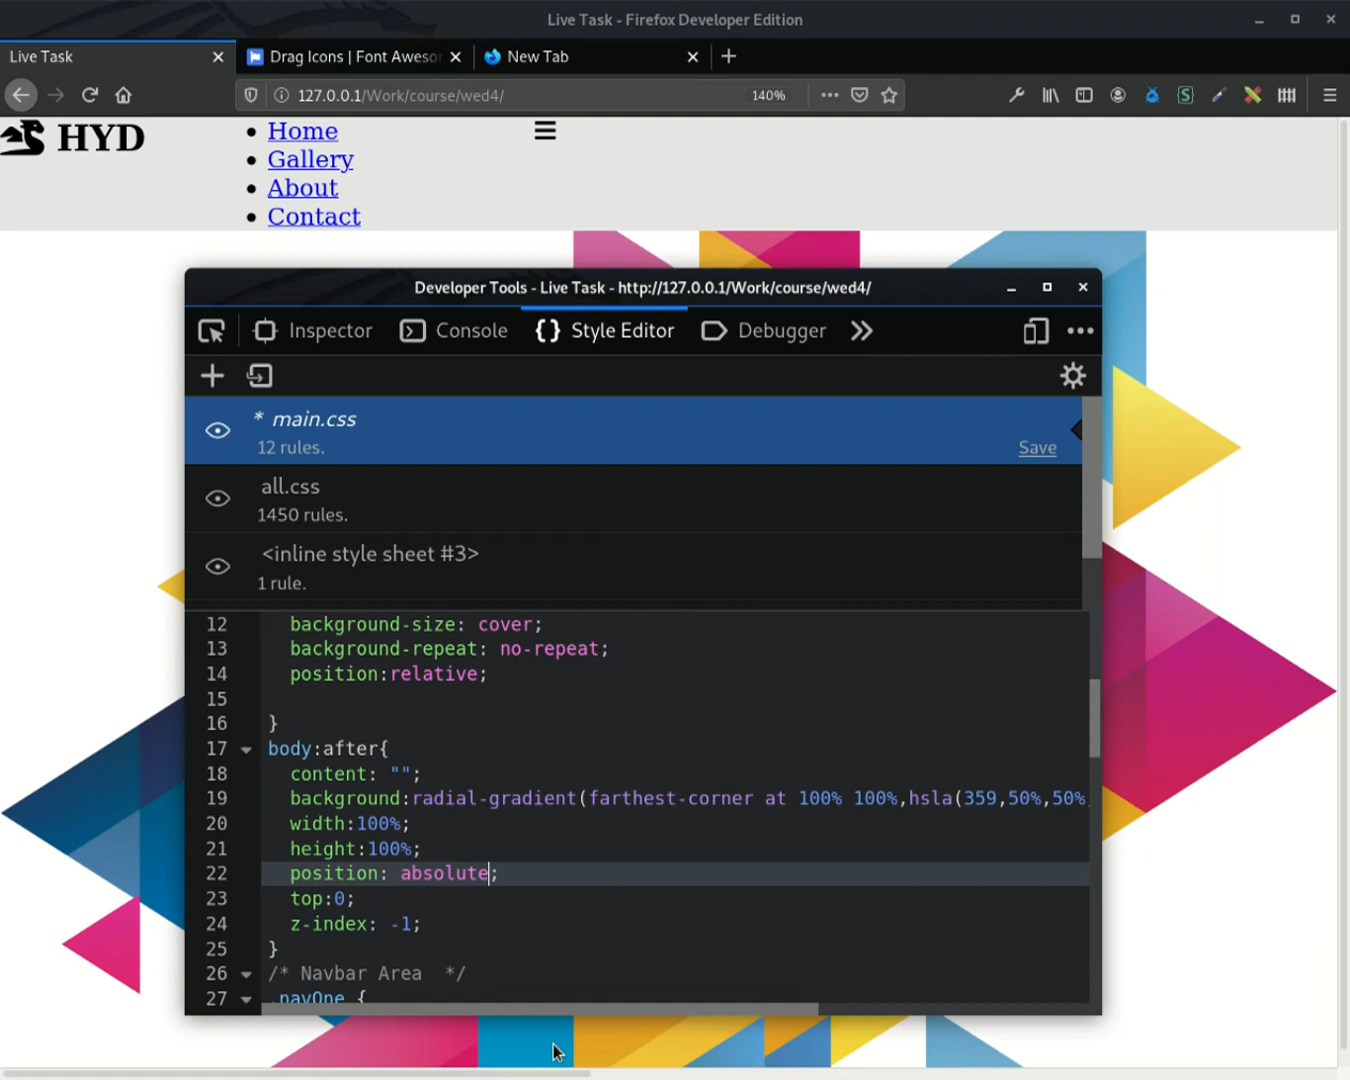 Live Task - Firefox Developer Edition
Live Task
Drag Icons | Font Aweso
New Tab
127.0.0.1/Work/course/wed4/
140%
HYD
Home
Gallery
About
Contact
Developer Tools - Live Task - http://127.0.0.1/Work/course/wed4/
Inspector
Console
Style Editor
Debugger
* main.css
12 rules.
Save
all.css
1450 rules.
<inline style sheet #3>
1 rule.
12 background-size: cover;
13 background-repeat: no-repeat;
14 position:relative;
15
16 }
17 body:after{
18 content: "";
19 background:radial-gradient(farthest-corner at 100% 100%,hsla(359,50%,50%,
20 width:100%;
21 height:100%;
22 position: absolute;
23 top:0;
24 z-index: -1;
25 }
26 /* Navbar Area */
27 .navOne {